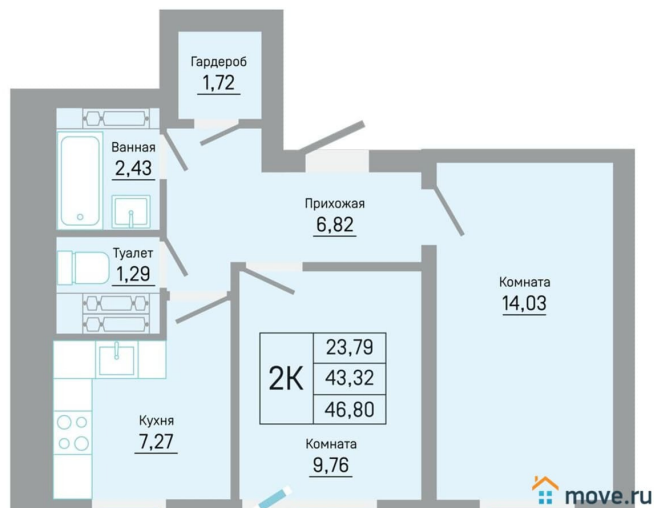 Гардероб
1,72
Ванная
2,43
Прихожая
6,82
Туалет
1,29
Комната
14,03
2К
23,79
43,32
46,80
Кухня
7,27
Комната
9,76
move.ru